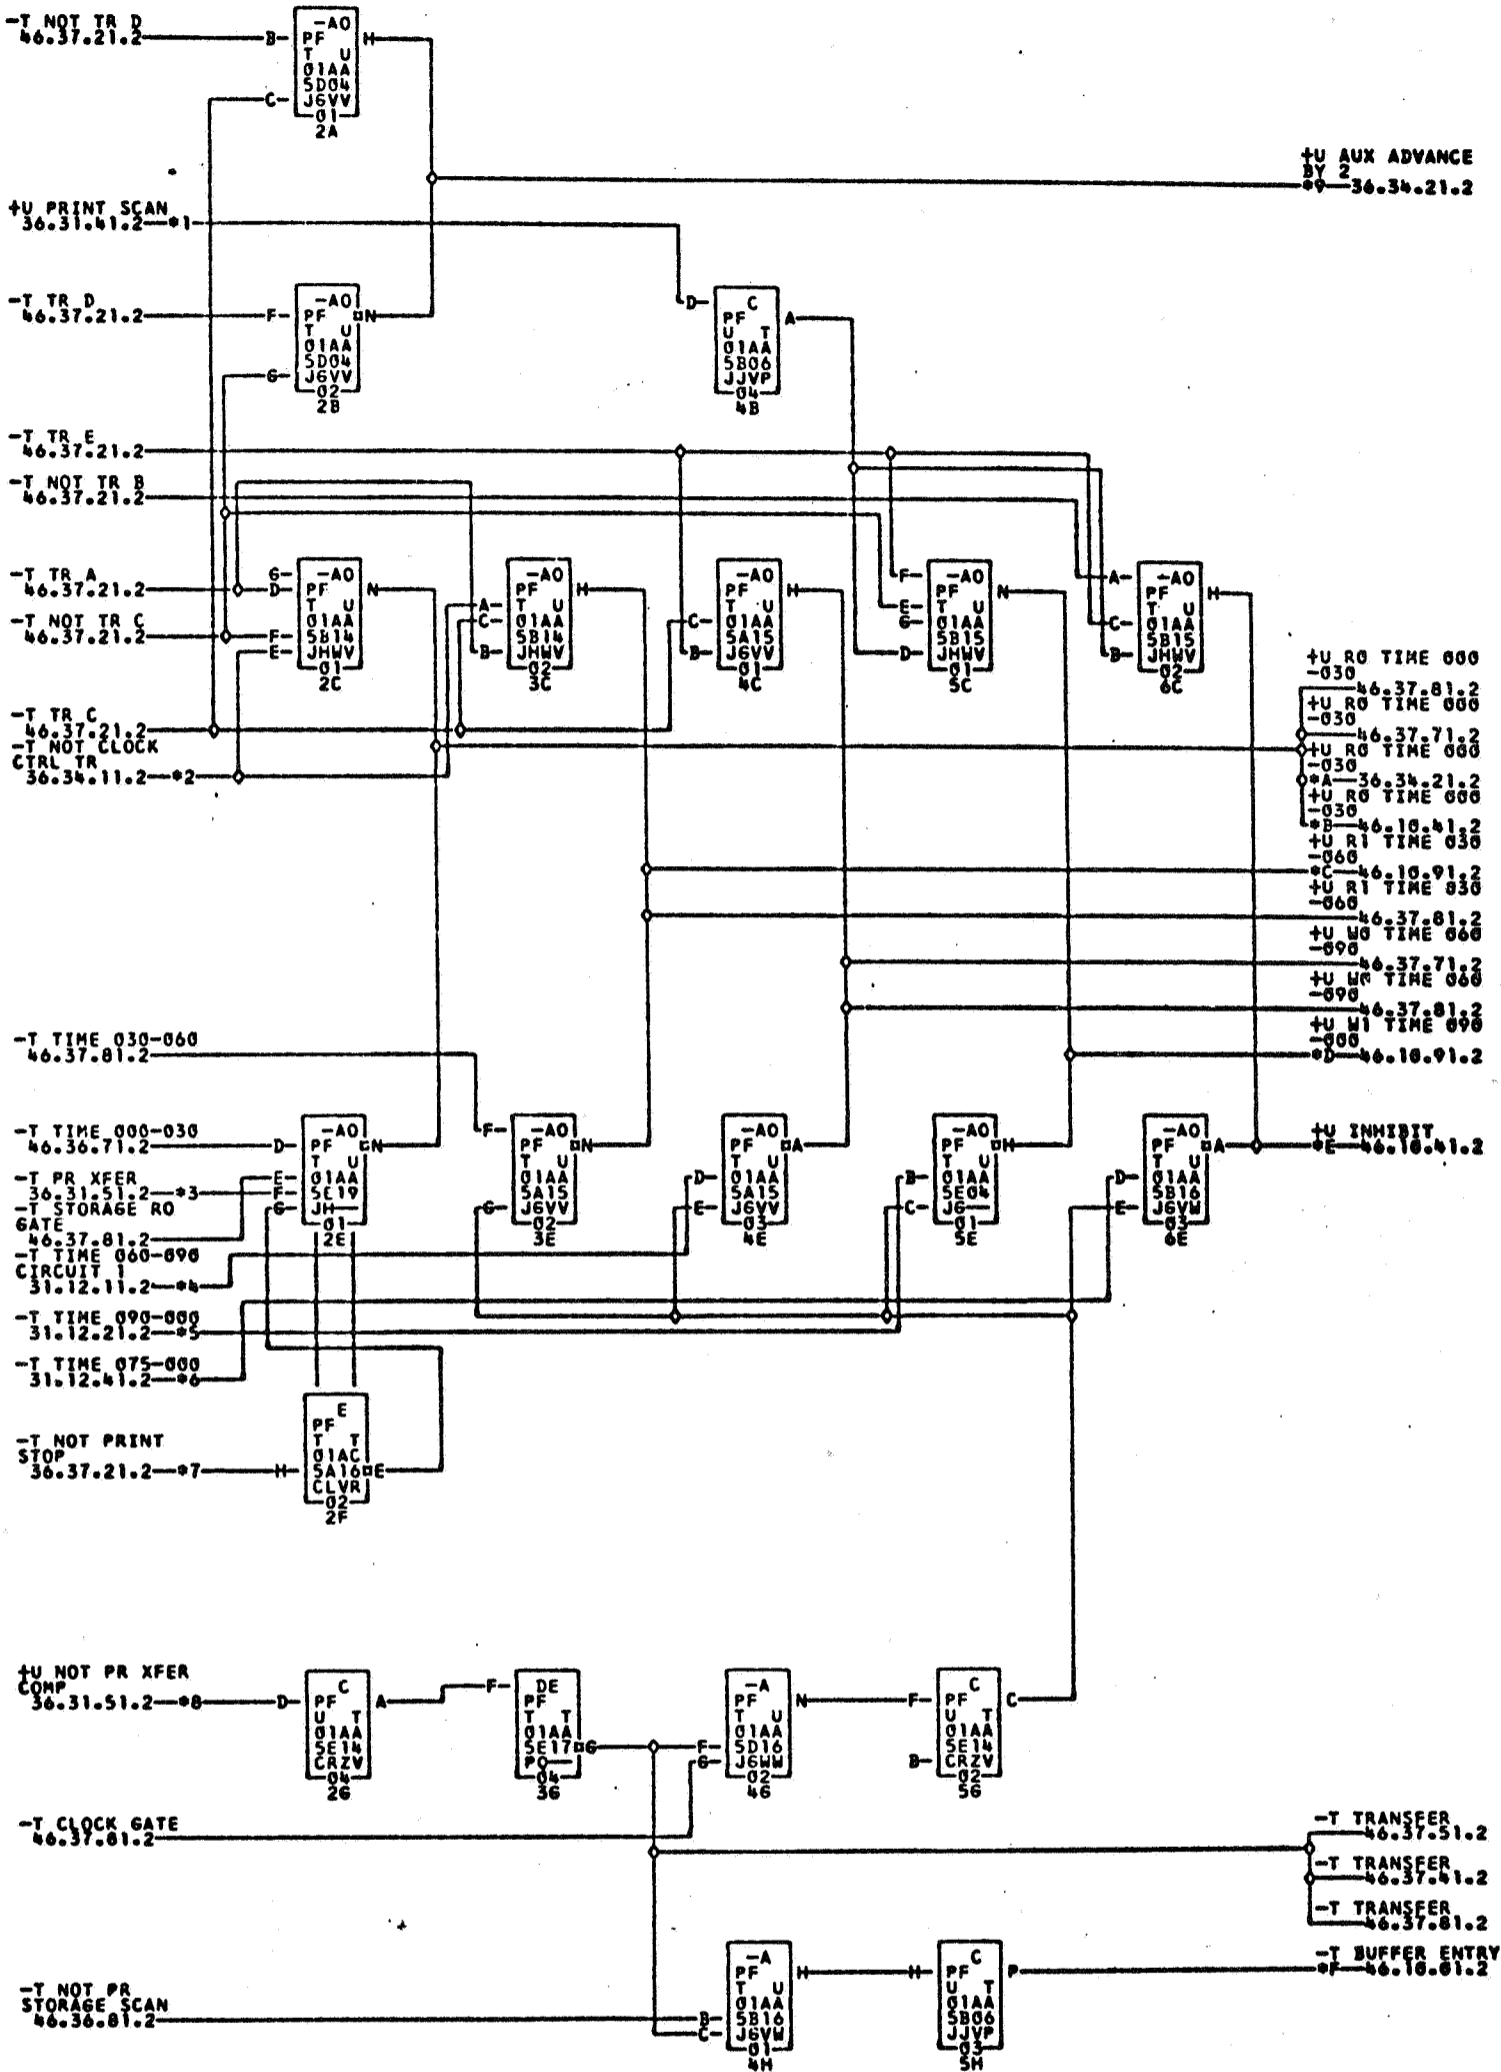 -T NOT TR D
46.37.21.2
B- -AO
PF H
T U
01AA
5D04
C- J6VV
01
2A
+U AUX ADVANCE
BY 2
*9 36.34.21.2
+U PRINT SCAN
36.31.41.2 *1
-T TR D
46.37.21.2
F- -AO
PF N
T U
01AA
5D04
G- J6VV
02
2B
D- C
PF A
U T
01AA
5B06
JJVP
04
4B
-T TR E
46.37.21.2
-T NOT TR B
46.37.21.2
-T TR A
46.37.21.2
-T NOT TR C
46.37.21.2
G- -AO
D- PF N
T U
01AA
F- 5B14
E- JHWV
01
2C
-AO
PF H
A- T U
C- 01AA
5B14
B- JHWV
02
3C
-AO
PF H
T U
C- 01AA
5A15
B- J6VV
01
4C
F- -AO
PF N
E- T U
G- 01AA
5B15
D- JHWV
01
5C
A- -AO
PF H
T U
C- 01AA
5B15
B- JHWV
02
6C
-T TR C
46.37.21.2
-T NOT CLOCK
CTRL TR
36.34.11.2 *2
+U R0 TIME 000
-030
46.37.81.2
+U R0 TIME 000
-030
46.37.71.2
+U R0 TIME 000
-030
*A 36.34.21.2
+U R0 TIME 000
-030
*B 46.10.41.2
+U R1 TIME 030
-060
*C 46.10.91.2
+U R1 TIME 030
-060
46.37.81.2
+U W0 TIME 060
-090
46.37.71.2
+U W0 TIME 060
-090
46.37.81.2
+U W1 TIME 090
-000
*D 46.10.91.2
-T TIME 030-060
46.37.81.2
-T TIME 000-030
46.36.71.2
-T PR XFER
36.31.51.2 *3
-T STORAGE RO
GATE
46.37.81.2
-T TIME 060-090
CIRCUIT 1
31.12.11.2 *4
-T TIME 090-000
31.12.21.2 *5
-T TIME 075-000
31.12.41.2 *6
-AO
D- PF N
T U
E- 01AA
F- 5C19
G- JH
01
2E
F- -AO
PF N
T U
01AA
5A15
G- J6VV
02
3E
-AO
PF A
T U
D- 01AA
5A15
E- J6VV
03
4E
-AO
PF H
T U
B- 01AA
5E04
C- J6
01
5E
-AO
PF A
T U
D- 01AA
5B16
E- J6VW
03
6E
+U INHIBIT
*E 46.10.41.2
-T NOT PRINT
STOP
36.37.21.2 *7
E
PF
T T
01AC
H- 5A16 E
CLVR
02
2F
+U NOT PR XFER
COMP
36.31.51.2 *8
C
D- PF A
U T
01AA
5E14
CRZV
04
2G
F- DE
PF
T T
01AA
5E17 G
PQ
04
3G
-A
PF N
T U
01AA
F- 5D16
G- J6WW
02
4G
C
F- PF C
U T
01AA
5E14
B- CRZV
02
5G
-T CLOCK GATE
46.37.81.2
-T TRANSFER
46.37.51.2
-T TRANSFER
46.37.41.2
-T TRANSFER
46.37.81.2
-T BUFFER ENTRY
*F 46.10.81.2
-T NOT PR
STORAGE SCAN
46.36.81.2
-A
PF H
T U
01AA
B- 5B16
C- J6VW
01
4H
C
H- PF P
U T
01AA
5B06
JJVP
03
5H